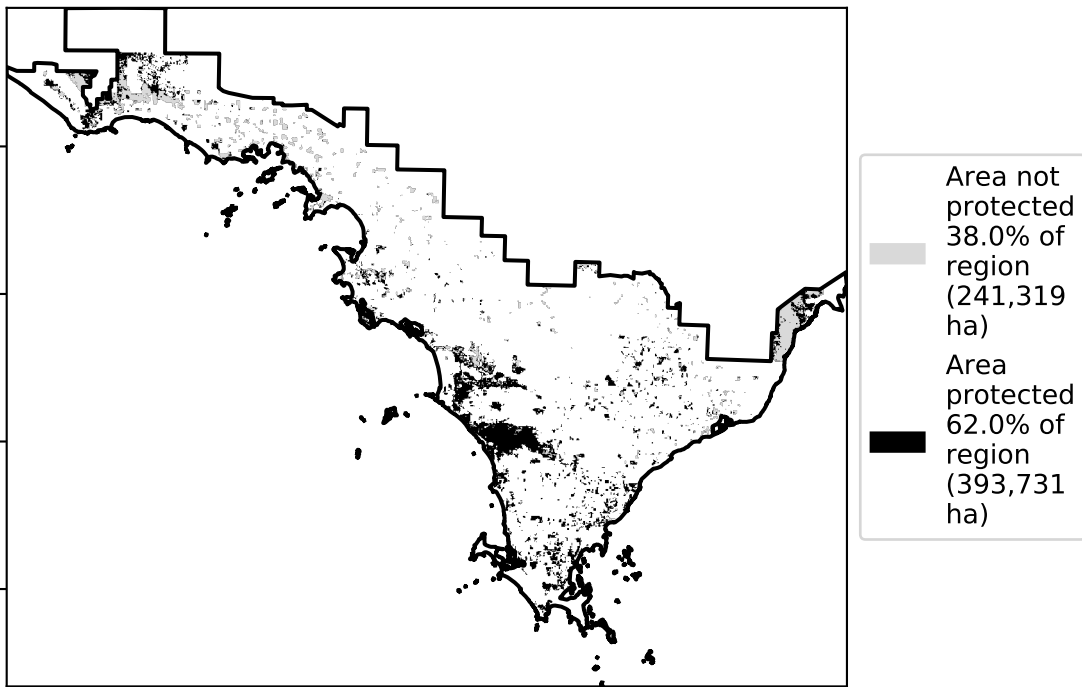 Area not
protected
38.0% of
region
(241,319
ha)
Area
protected
62.0% of
region
(393,731
ha)